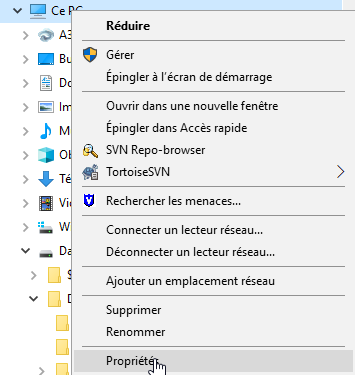 Ce PC
Réduire
A3
Gérer
Bu
Épingler à l'écran de démarrage
Do
Im
Ouvrir dans une nouvelle fenêtre
Mu
Épingler dans Accès rapide
Ob
SVN Repo-browser
Té
TortoiseSVN
Vi
Rechercher les menaces...
W
Connecter un lecteur réseau...
Da
Déconnecter un lecteur réseau...
$
Ajouter un emplacement réseau
D
Supprimer
Renommer
Propriétés